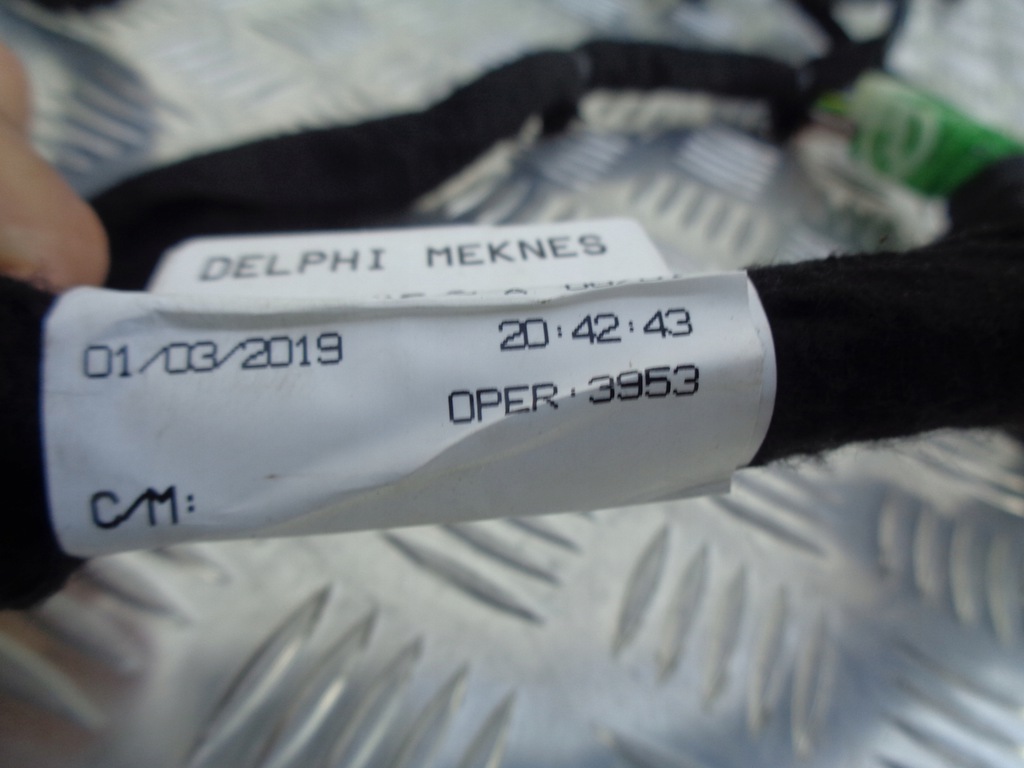 DELPHI MEKNES
01/03/2019 20:42:43
OPER: 3953
C/M: